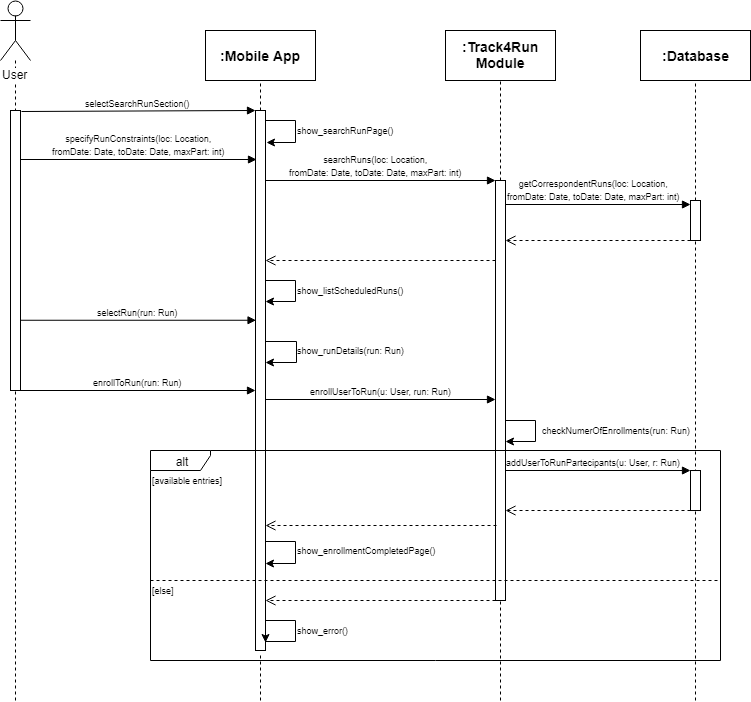 User
:Mobile App
:Track4Run
Module
:Database
selectSearchRunSection()
show_searchRunPage()
specifyRunConstraints(loc: Location,
fromDate: Date, toDate: Date, maxPart: int)
searchRuns(loc: Location,
fromDate: Date, toDate: Date, maxPart: int)
getCorrespondentRuns(loc: Location,
fromDate: Date, toDate: Date, maxPart: int)
show_listScheduledRuns()
selectRun(run: Run)
show_runDetails(run: Run)
enrollToRun(run: Run)
enrollUserToRun(u: User, run: Run)
checkNumerOfEnrollments(run: Run)
alt
addUserToRunPartecipants(u: User, r: Run)
[available entries]
show_enrollmentCompletedPage()
[else]
show_error()